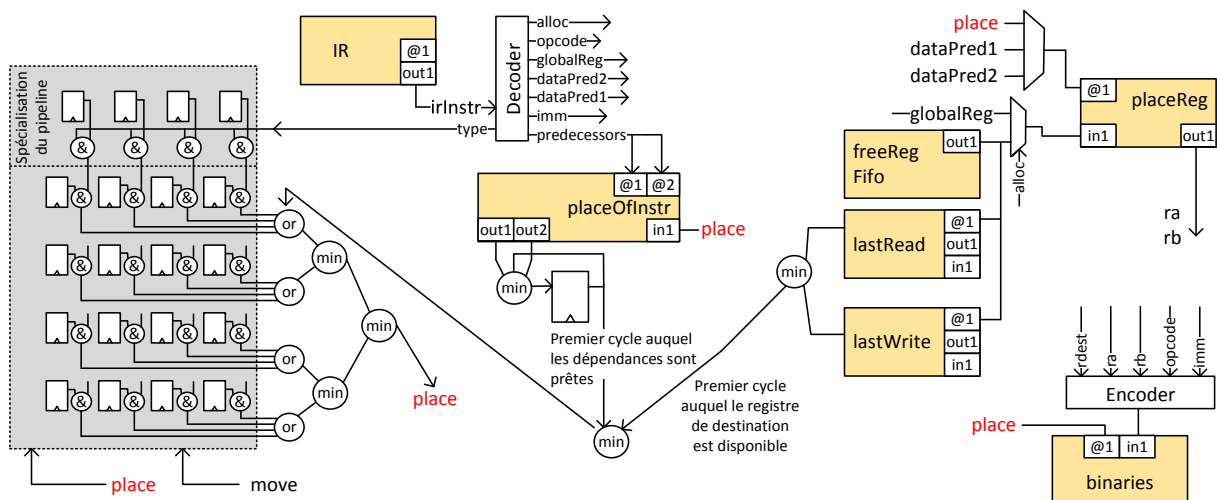 Spécialisation
du pipeline
&
&
&
&
&
&
&
&
or
&
&
&
&
or
&
&
&
&
or
&
&
&
&
or
min
min
min
place
place
move
IR
@1
out1
irInstr
type
Decoder
alloc
opcode
globalReg
dataPred2
dataPred1
imm
predecessors
@1
@2
placeOfInstr
out1
out2
in1
place
min
Premier cycle auquel
les dépendances sont
prêtes
min
Premier cycle
auquel le registre
de destination
est disponible
min
place
dataPred1
dataPred2
globalReg
alloc
@1
placeReg
in1
out1
ra
rb
out1
freeReg
Fifo
@1
lastRead
out1
in1
@1
lastWrite
out1
in1
rdest
ra
rb
opcode
imm
Encoder
place
@1
in1
binaries